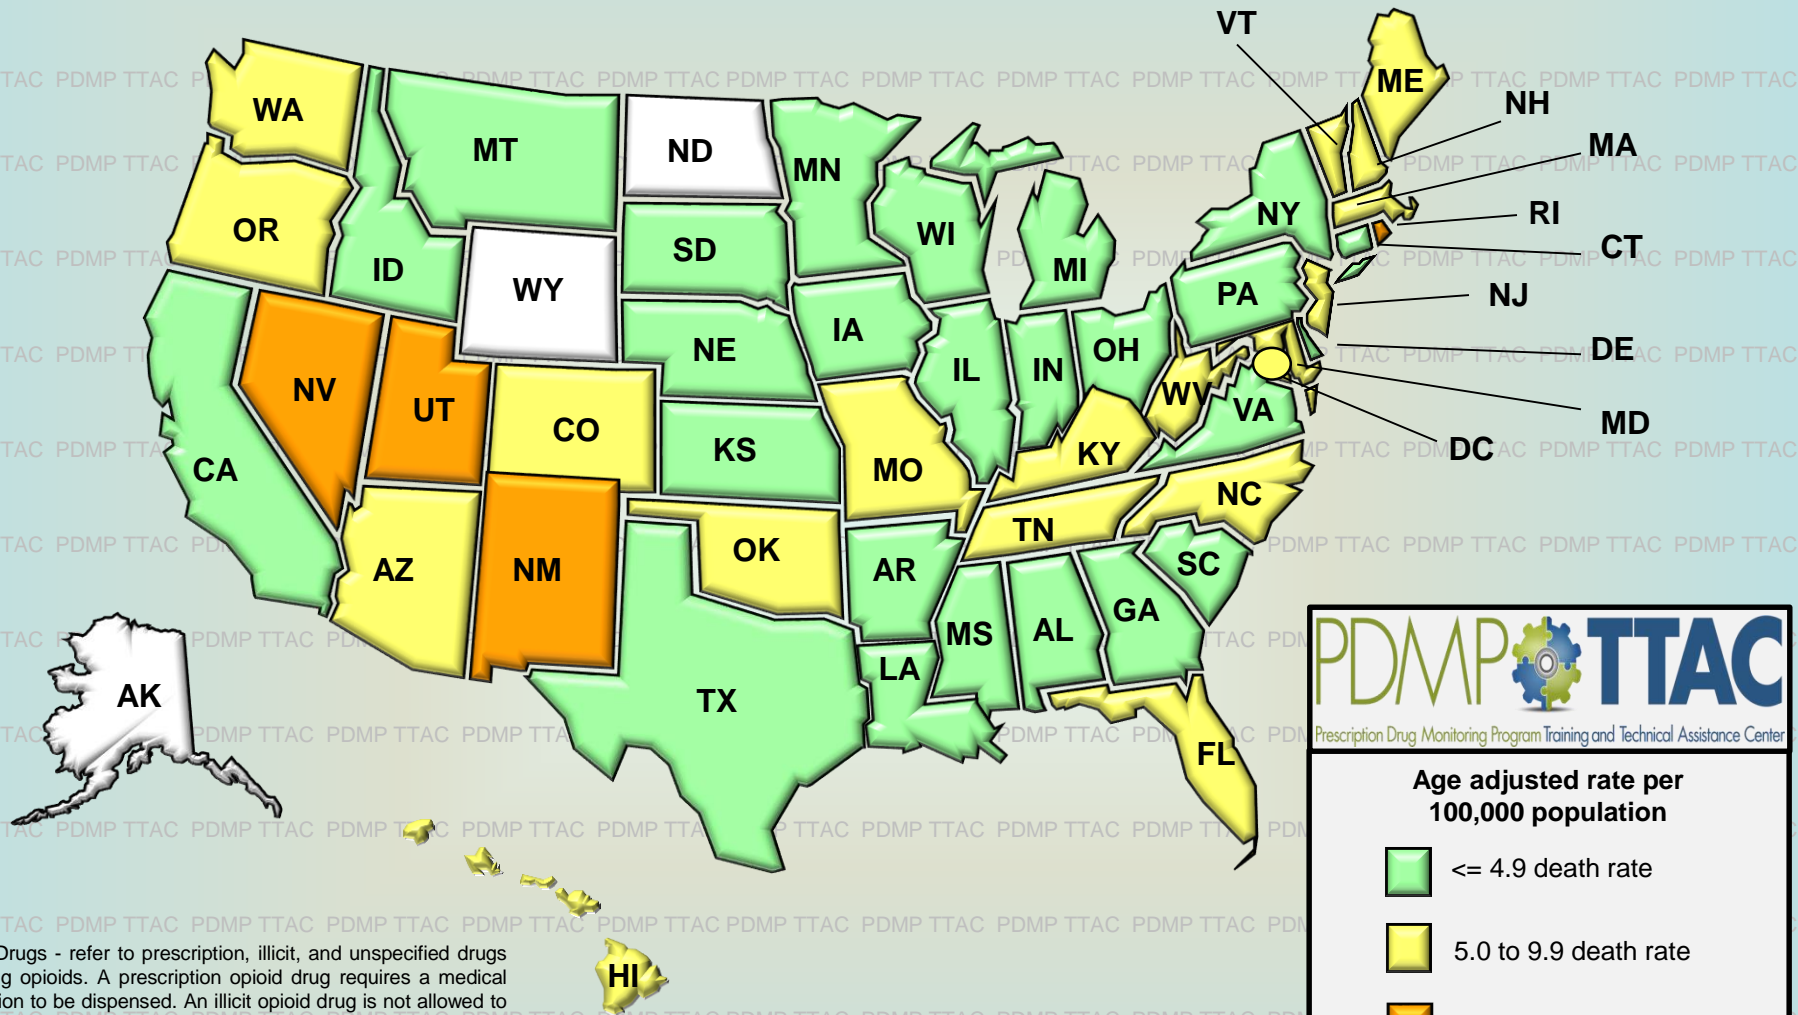 VT
ME
NH
WA
MA
MT
ND
MN
RI
NY
OR
WI
SD
CT
ID
MI
WY
PA
NJ
IA
NE
OH
DE
IL
IN
NV
WV
UT
VA
MD
CO
KS
KY
DC
CA
MO
NC
TN
OK
AZ
NM
AR
SC
GA
MS
AL
LA
AK
TX
FL
HI
PDMP TTAC
Prescription Drug Monitoring Program Training and Technical Assistance Center
Age adjusted rate per
100,000 population
<= 4.9 death rate
5.0 to 9.9 death rate
Drugs - refer to prescription, illicit, and unspecified drugs
opioids. A prescription opioid drug requires a medical
to be dispensed. An illicit opioid drug is not allowed to